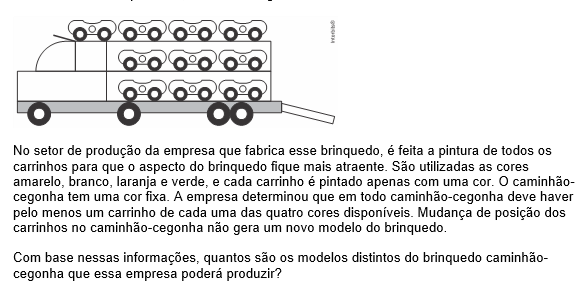 Interbits®
No setor de produção da empresa que fabrica esse brinquedo, é feita a pintura de todos os
carrinhos para que o aspecto do brinquedo fique mais atraente. São utilizadas as cores
amarelo, branco, laranja e verde, e cada carrinho é pintado apenas com uma cor. O caminhão-
cegonha tem uma cor fixa. A empresa determinou que em todo caminhão-cegonha deve haver
pelo menos um carrinho de cada uma das quatro cores disponíveis. Mudança de posição dos
carrinhos no caminhão-cegonha não gera um novo modelo do brinquedo.
Com base nessas informações, quantos são os modelos distintos do brinquedo caminhão-
cegonha que essa empresa poderá produzir?